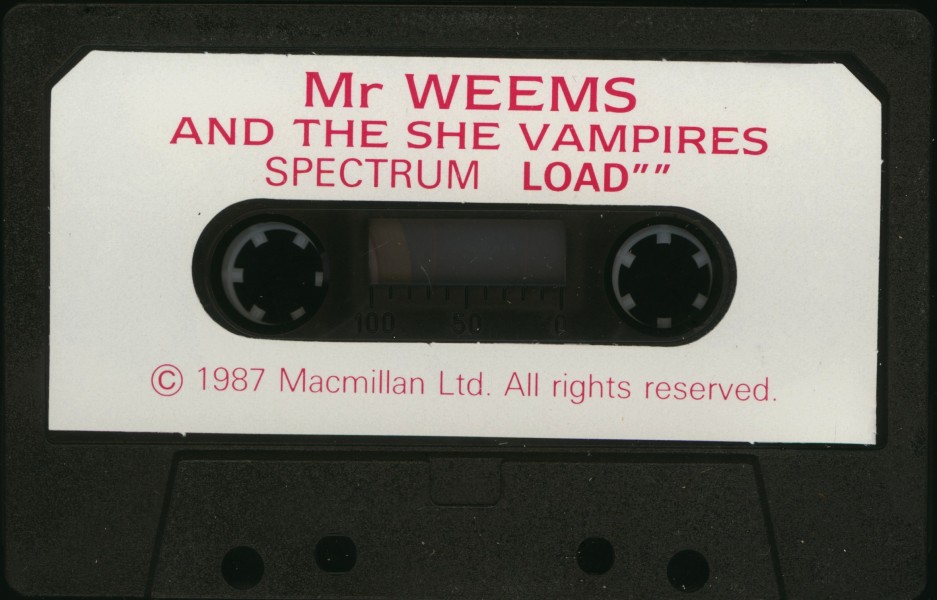 Mr WEEMS
AND THE SHE VAMPIRES
SPECTRUM LOAD””
100 50 0
© 1987 Macmillan Ltd. All rights reserved.